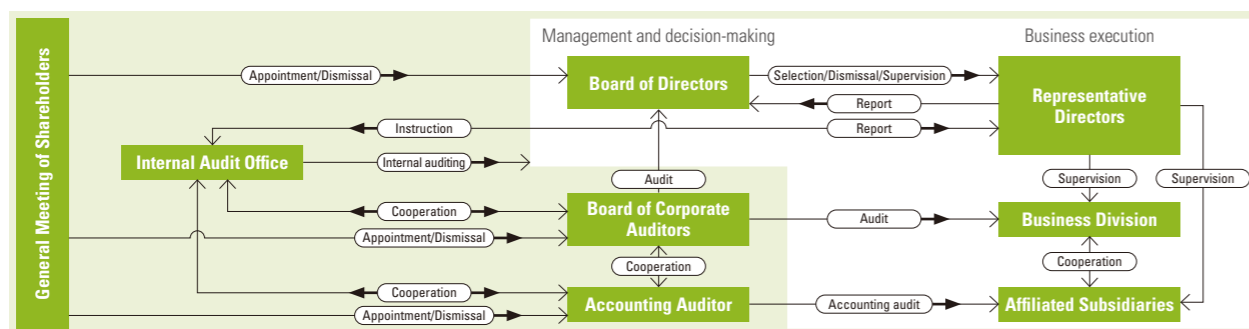 General Meeting of Shareholders
Management and decision-making
Business execution
Appointment/Dismissal
Board of Directors
Selection/Dismissal/Supervision
Report
Representative
Directors
Instruction
Report
Internal Audit Office
Internal auditing
Audit
Supervision
Supervision
Cooperation
Board of Corporate
Auditors
Audit
Business Division
Appointment/Dismissal
Cooperation
Cooperation
Cooperation
Accounting Auditor
Accounting audit
Affiliated Subsidiaries
Appointment/Dismissal